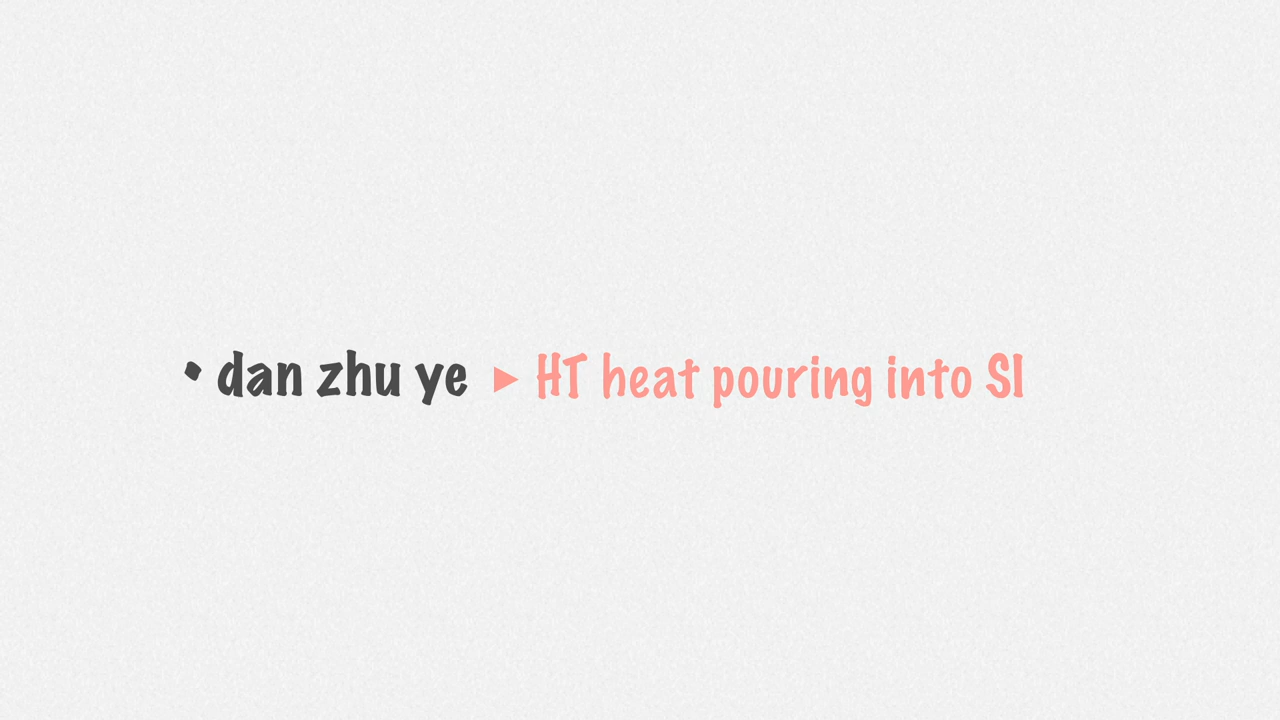 • dan zhu ye ▸ HT heat pouring into SI